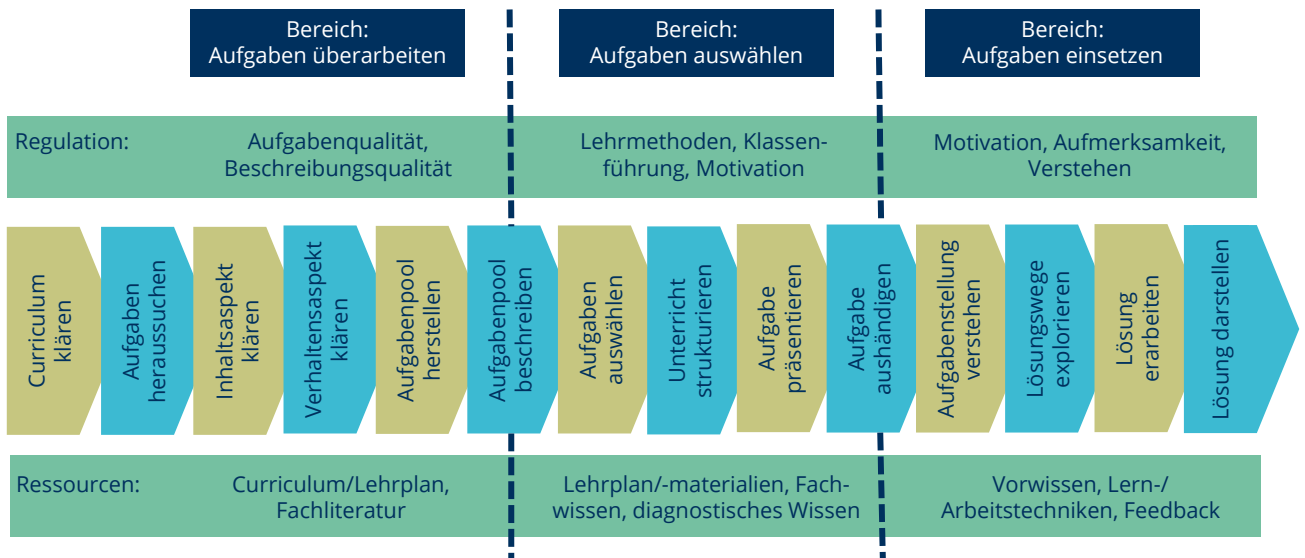 Bereich:
Aufgaben überarbeiten
Bereich:
Aufgaben auswählen
Bereich:
Aufgaben einsetzen
Regulation:
Aufgabenqualität,
Beschreibungsqualität
Lehrmethoden, Klassen-
führung, Motivation
Motivation, Aufmerksamkeit,
Verstehen
Curriculum
klären
Aufgaben
heraussuchen
Inhaltsaspekt
klären
Verhaltensaspekt
klären
Aufgabenpool
herstellen
Aufgabenpool
beschreiben
Aufgaben
auswählen
Unterricht
strukturieren
Aufgabe
präsentieren
Aufgabe
aushändigen
Aufgabenstellung
verstehen
Lösungswege
explorieren
Lösung
erarbeiten
Lösung darstellen
Ressourcen:
Curriculum/Lehrplan,
Fachliteratur
Lehrplan/-materialien, Fach-
wissen, diagnostisches Wissen
Vorwissen, Lern-/
Arbeitstechniken, Feedback